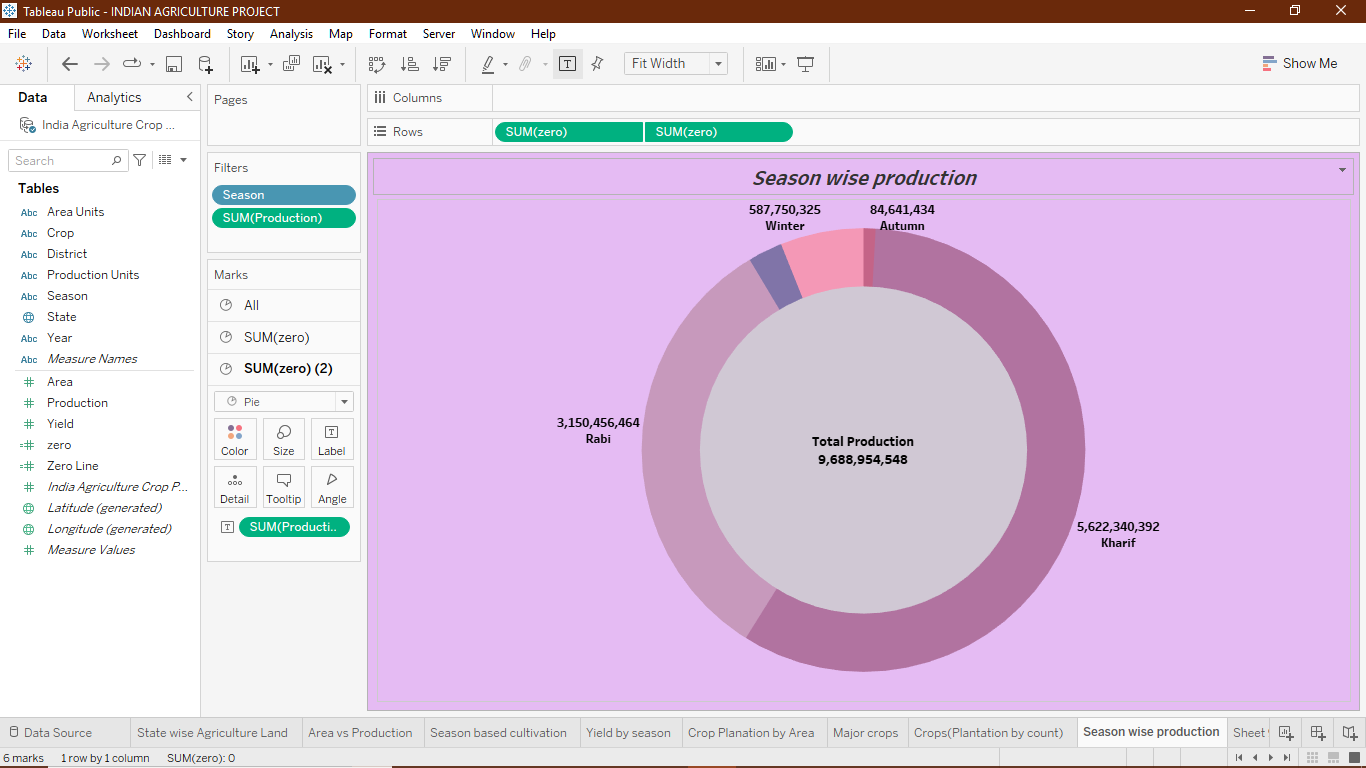 Tableau Public - INDIAN AGRICULTURE PROJECT
File Data Worksheet Dashboard Story Analysis Map Format Server Window Help
Fit Width
Show Me
Data Analytics
India Agriculture Crop ...
Search
Tables
Abc Area Units
Abc Crop
Abc District
Abc Production Units
Abc Season
State
Abc Year
Abc Measure Names
# Area
# Production
# Yield
=# zero
=# Zero Line
# India Agriculture Crop P...
Latitude (generated)
Longitude (generated)
# Measure Values
Pages
Filters
Season
SUM(Production)
Marks
All
SUM(zero)
SUM(zero) (2)
Pie
Color Size Label
Detail Tooltip Angle
SUM(Producti..
Columns
Rows SUM(zero) SUM(zero)
Season wise production
587,750,325
Winter
84,641,434
Autumn
3,150,456,464
Rabi
Total Production
9,688,954,548
5,622,340,392
Kharif
Data Source State wise Agriculture Land Area vs Production Season based cultivation Yield by season Crop Planation by Area Major crops Crops(Plantation by count) Season wise production Sheet
6 marks 1 row by 1 column SUM(zero): 0